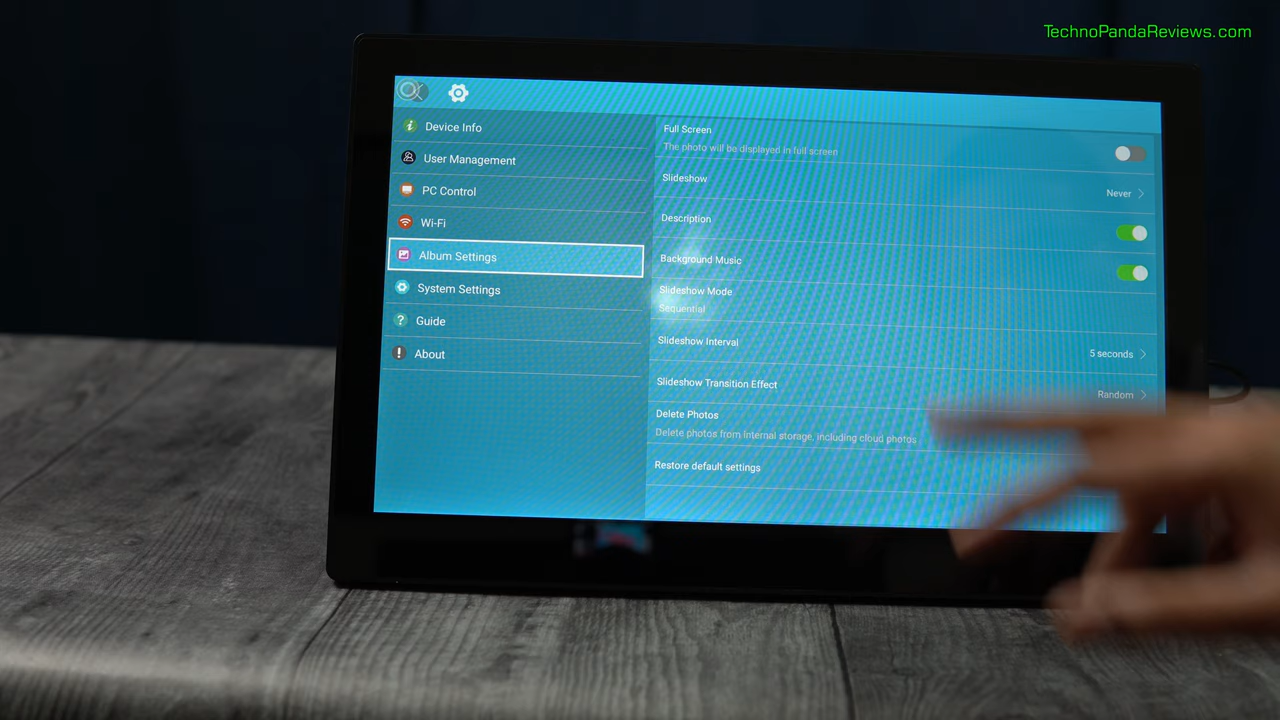 TechnoPandaReviews.com
Device Info
User Management
PC Control
Wi-Fi
Album Settings
System Settings
Guide
About
Full Screen
The photo will be displayed in full screen
Slideshow
Never
Description
Background Music
Slideshow Mode
Sequential
Slideshow Interval
5 seconds
Slideshow Transition Effect
Random
Delete Photos
Delete photos from internal storage, including cloud photos
Restore default settings